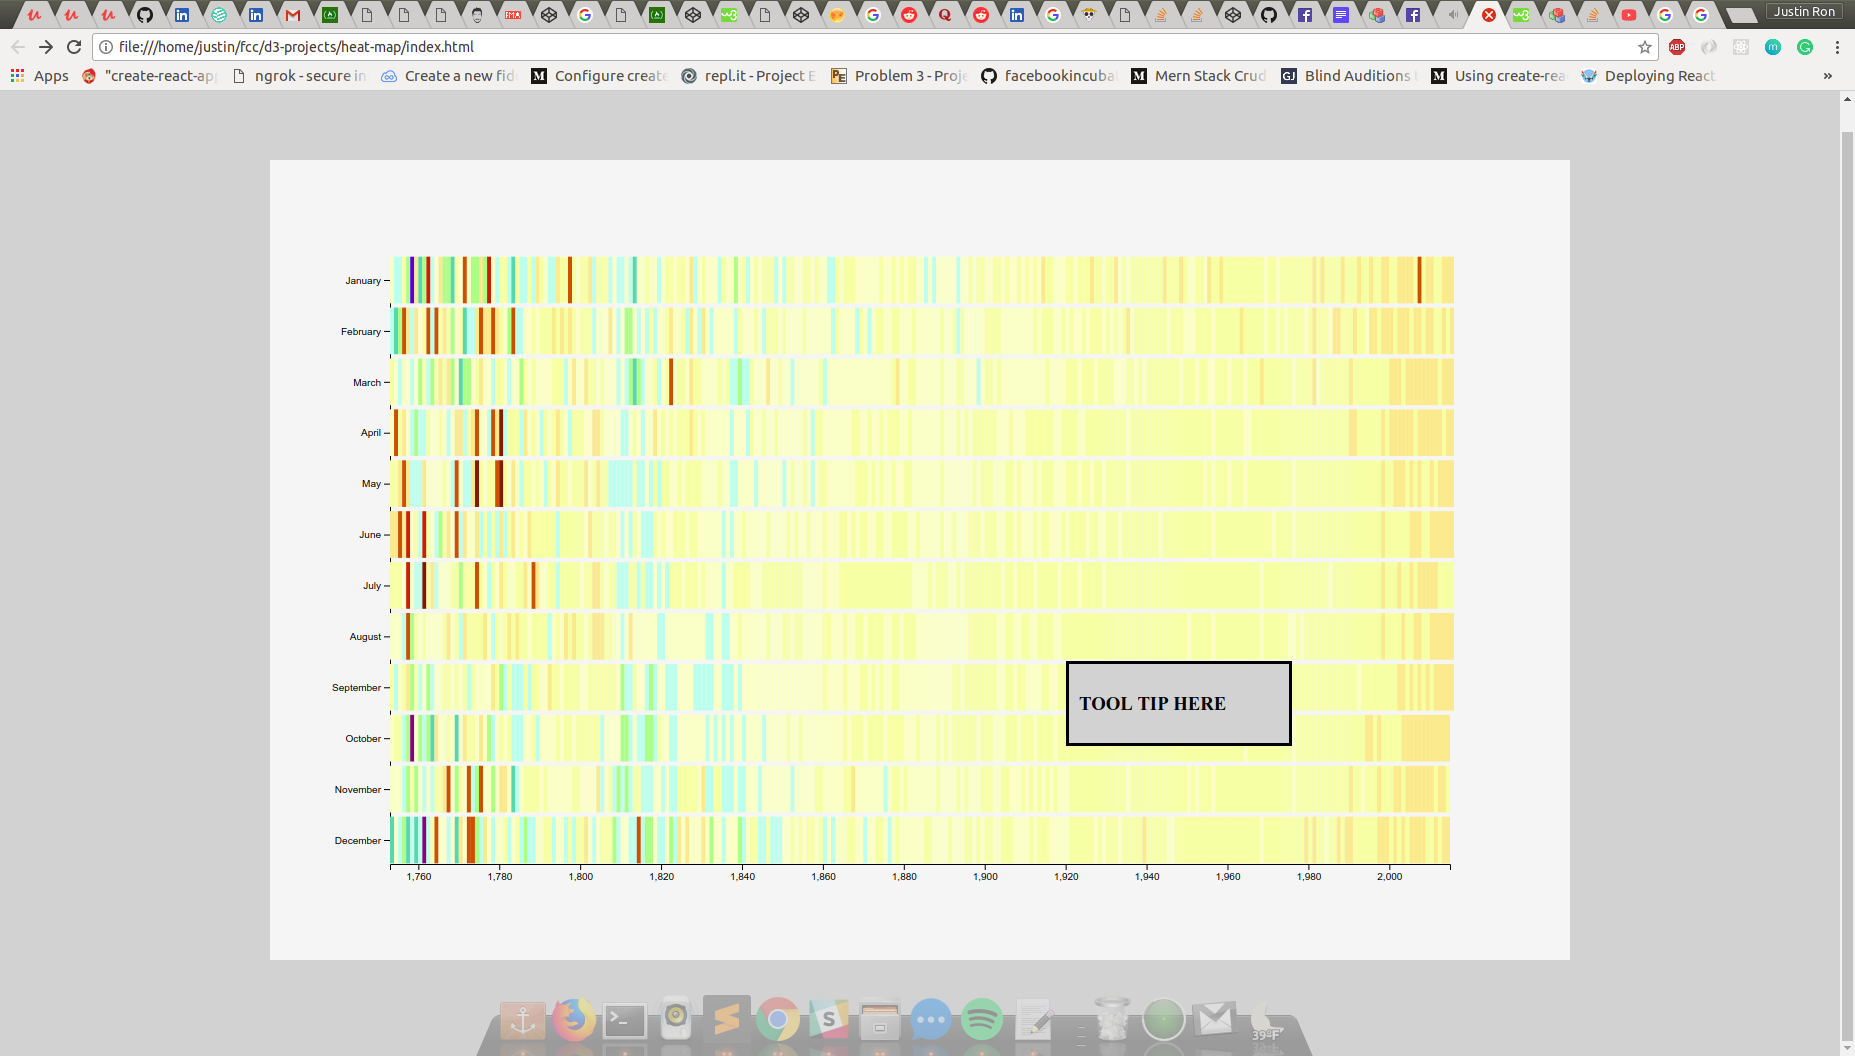 Justin Ron
file:///home/justin/fcc/d3-projects/heat-map/index.html
Apps "create-react-ap ngrok - secure in Create a new fid Configure create repl.it - Project E Problem 3 - Proje facebookincuba Mern Stack Crud Blind Auditions Using create-rea Deploying React »
January
February
March
April
May
June
July
August
September
TOOL TIP HERE
October
November
December
1,760 1,780 1,800 1,820 1,840 1,860 1,880 1,900 1,920 1,940 1,960 1,980 2,000
39°F